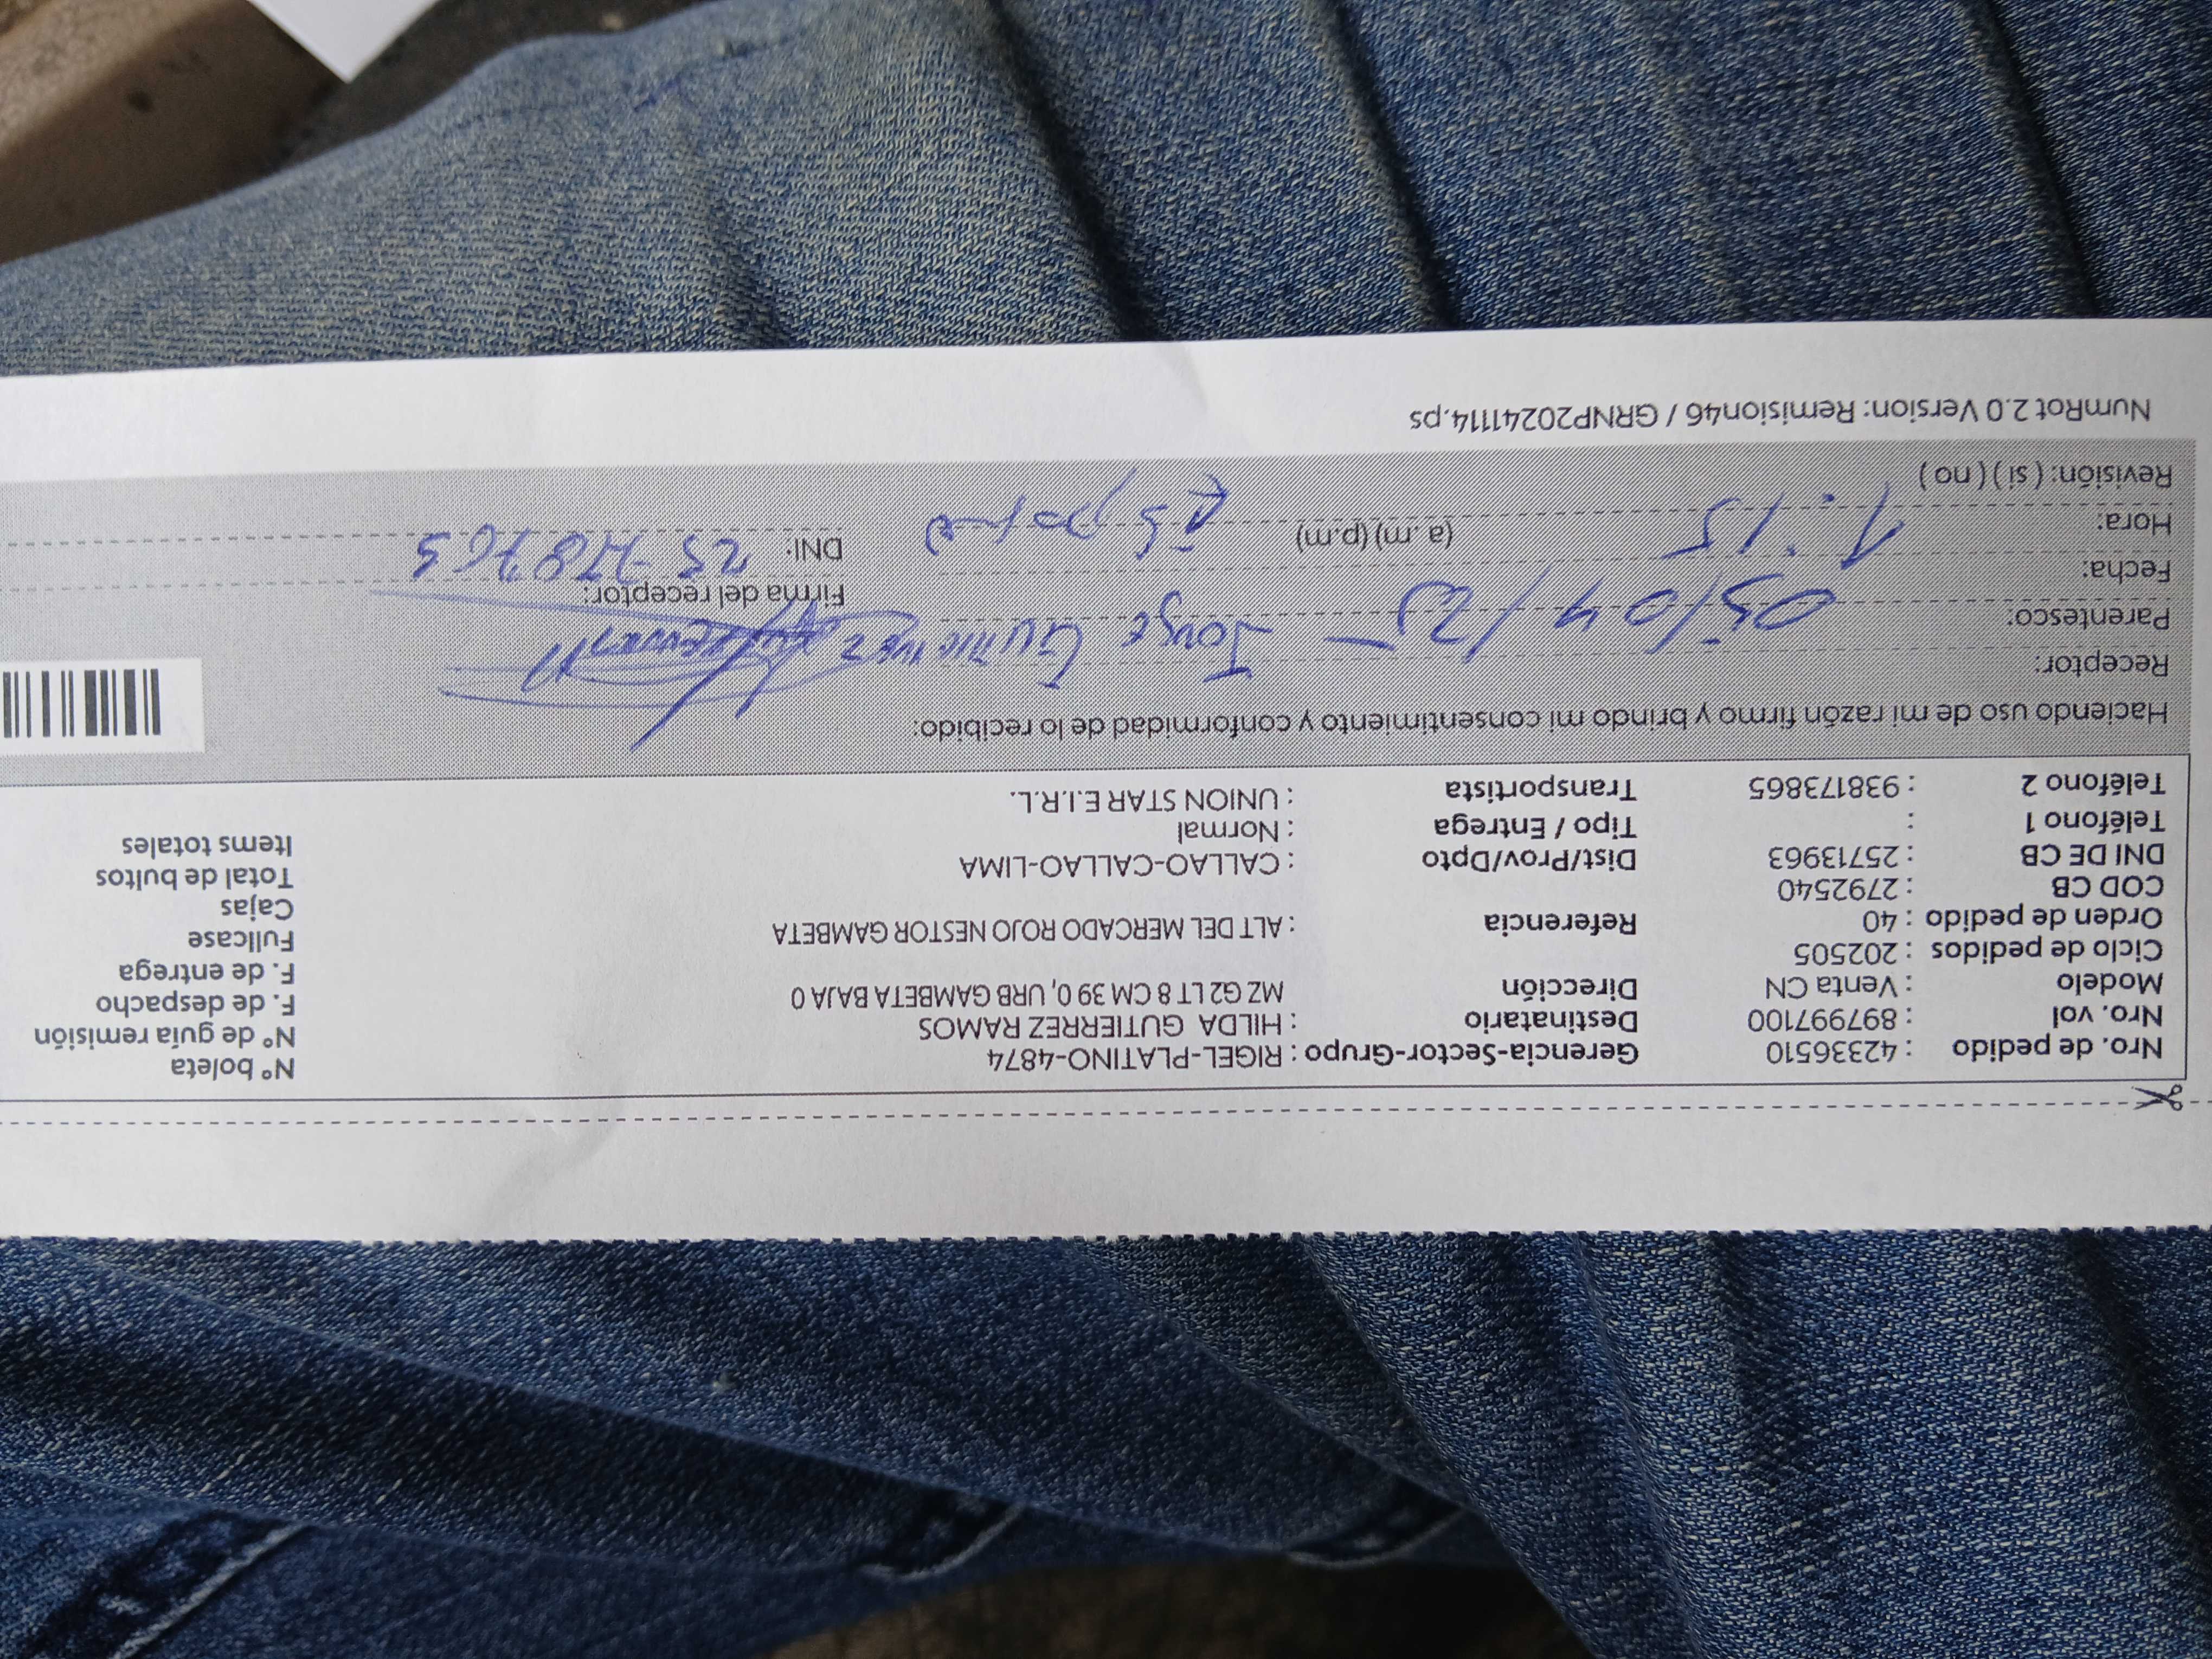 Nro. de pedido : 42336510 Gerencia-Sector-Grupo : RIGEL-PLATINO-4874 N° boleta
Nro. vol : 897997100 Destinatario : HILDA GUTIERREZ RAMOS N° de guía remisión
Modelo : Venta CN Dirección MZ G2 LT 8 CM 39 0, URB GAMBETA BAJA 0 F. de despacho
Ciclo de pedidos : 202505 F. de entrega
Orden de pedido : 40 Referencia : ALT DEL MERCADO ROJO NESTOR GAMBETA Fullcase
COD CB : 2792540 Cajas
DNI DE CB : 25713963 Dist/Prov/Dpto : CALLAO-CALLAO-LIMA Total de bultos
Teléfono 1 : Tipo / Entrega : Normal Items totales
Teléfono 2 : 938173865 Transportista : UNION STAR E.I.R.L.
Haciendo uso de mi razón firmo y brindo mi consentimiento y conformidad de lo recibido:
Receptor:
Parentesco: 05/04/25 - Jorge Gutierrez Firma del receptor:
Fecha:
Hora: 1:15 (a.m) (p.m) Esposo DNI: 25778763
Revisión: ( si ) ( no )
NumRot 2.0 Version: Remision46 / GRNP20241114.ps